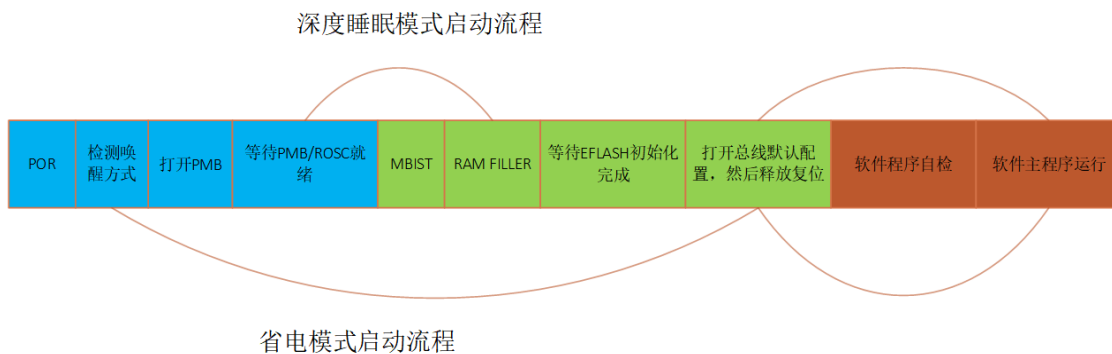 深度睡眠模式启动流程
POR
检测唤
醒方式
打开PMB
等待PMB/ROSC就
绪
MBIST
RAM FILLER
等待EFLASH初始化
完成
打开总线默认配
置，然后释放复位
软件程序自检
软件主程序运行
省电模式启动流程